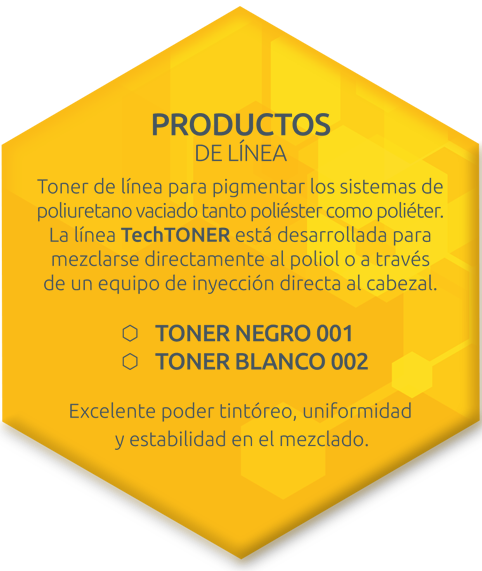 PRODUCTOS
DE LÍNEA
Toner de línea para pigmentar los sistemas de
poliuretano vaciado tanto poliéster como poliéter.
La línea TechTONER está desarrollada para
mezclarse directamente al poliol o a través
de un equipo de inyección directa al cabezal.
TONER NEGRO 001
TONER BLANCO 002
Excelente poder tintóreo, uniformidad
y estabilidad en el mezclado.